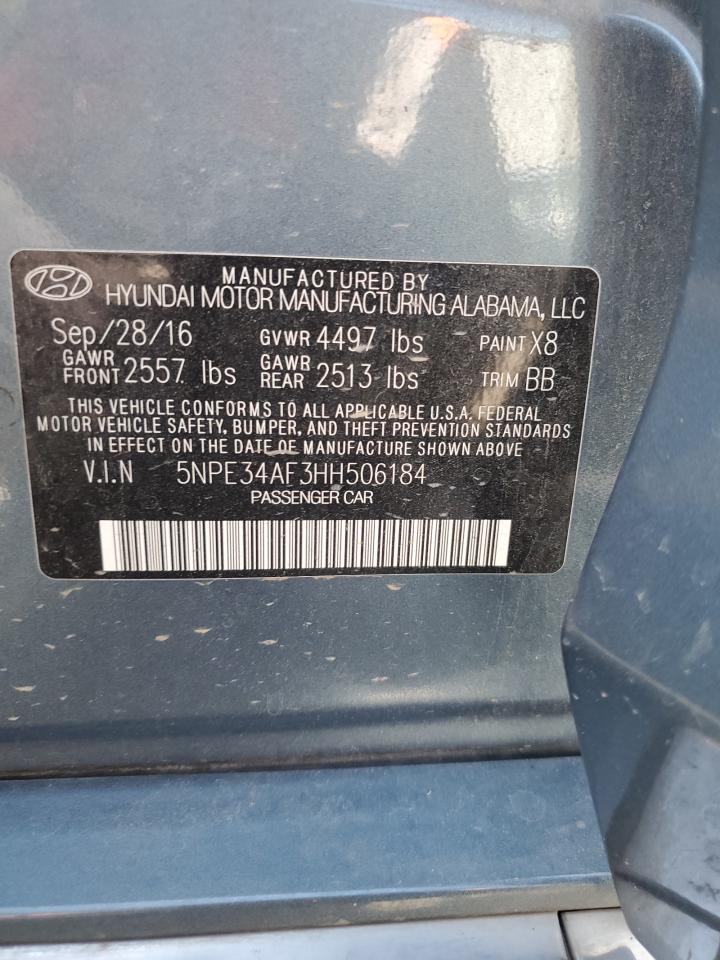 MANUFACTURED BY
HYUNDAI MOTOR MANUFACTURING ALABAMA, LLC
Sep/28/16 GVWR 4497 lbs PAINT X8
GAWR FRONT 2557 lbs GAWR REAR 2513 lbs TRIM BB
THIS VEHICLE CONFORMS TO ALL APPLICABLE U.S.A. FEDERAL
MOTOR VEHICLE SAFETY, BUMPER, AND THEFT PREVENTION STANDARDS
IN EFFECT ON THE DATE OF MANUFACTURE SHOWN ABOVE
V.I.N 5NPE34AF3HH506184
PASSENGER CAR